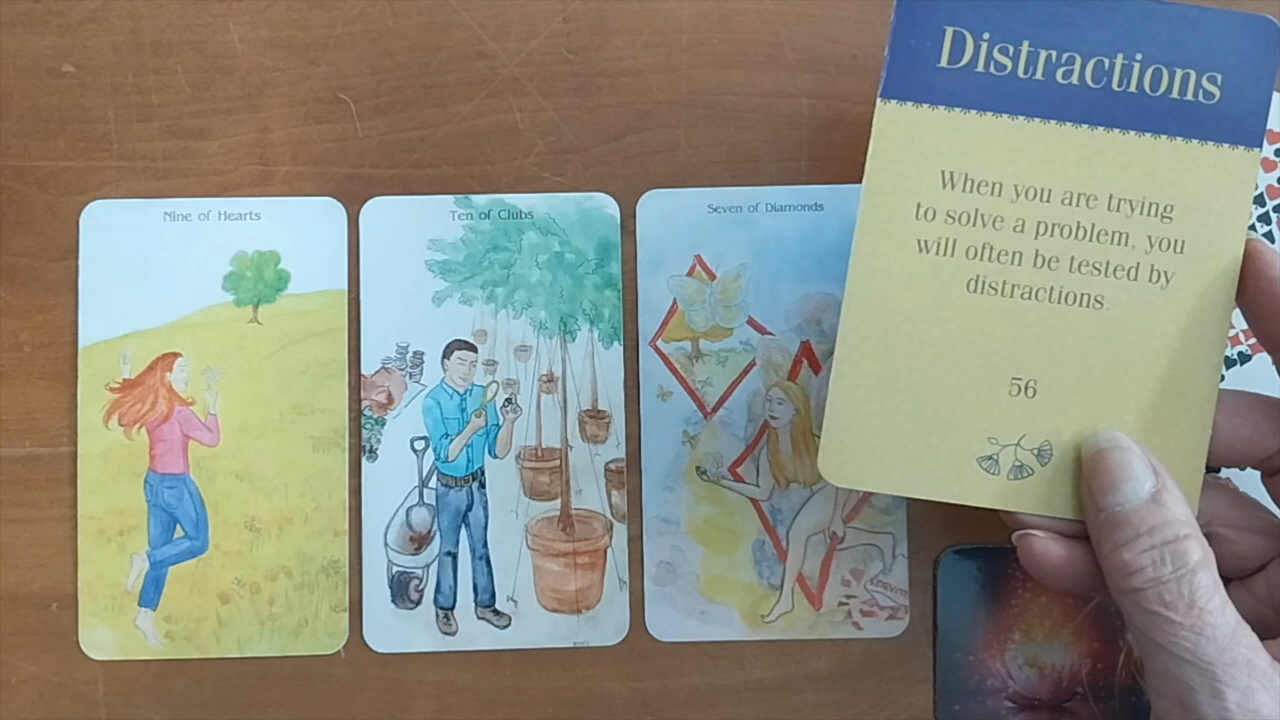 Nine of Hearts
Ten of Clubs
Seven of Diamonds
Distractions
When you are trying
to solve a problem, you
will often be tested by
distractions.
56